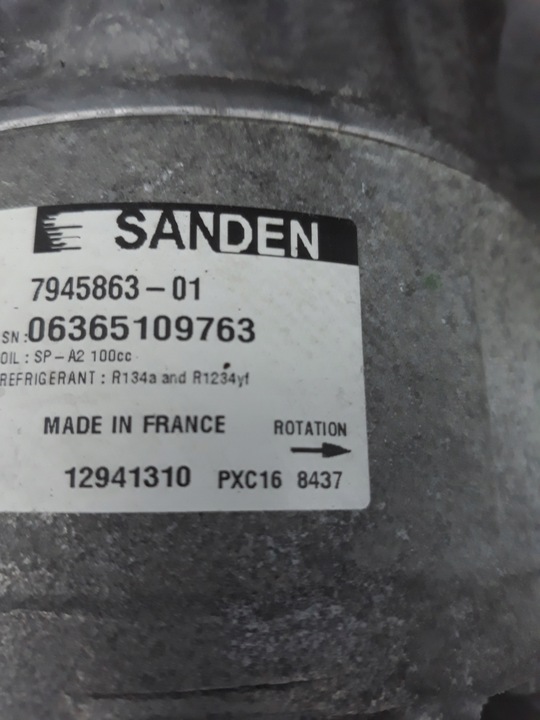 SANDEN
7945863-01
SN:06365109763
OIL : SP-A2 100cc
REFRIGERANT : R134a and R1234yf
MADE IN FRANCE ROTATION
12941310 PXC16 8437